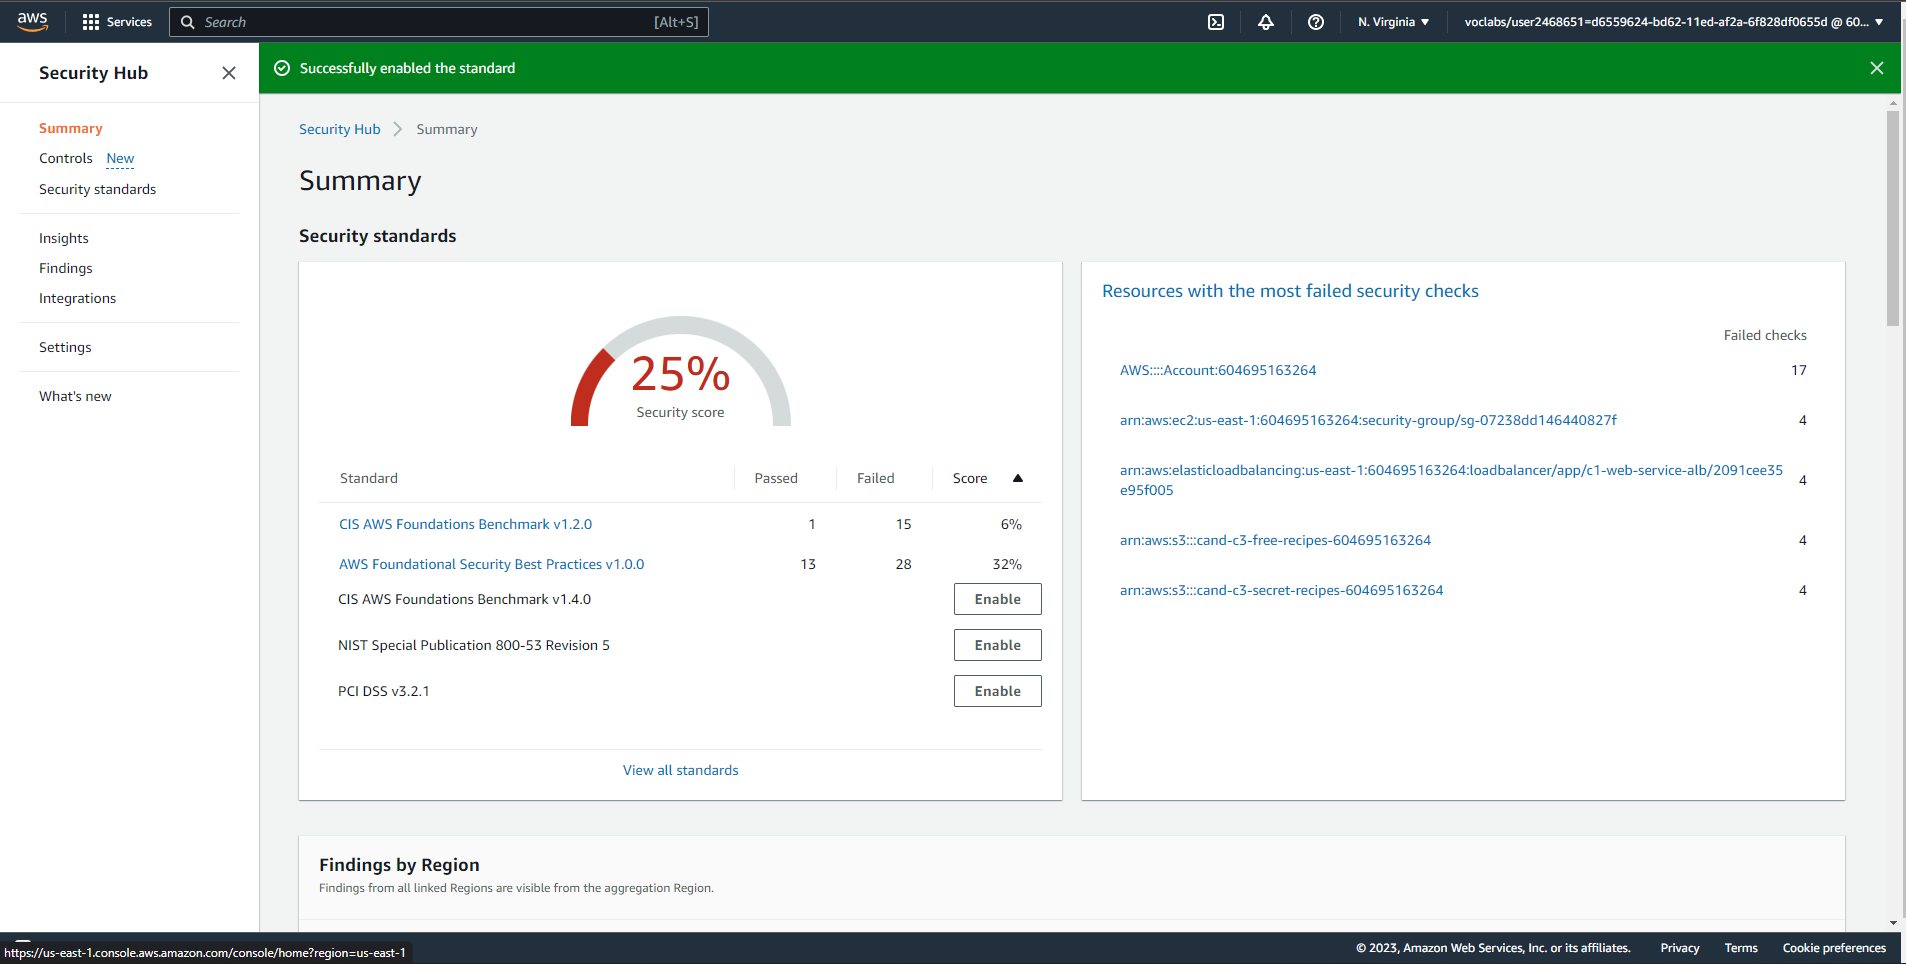 aws
Services
Search
[Alt+S]
N. Virginia
voclabs/user2468651=d6559624-bd62-11ed-af2a-6f828df0655d @ 60...
Security Hub
Summary
Controls New
Security standards
Insights
Findings
Integrations
Settings
What's new
Successfully enabled the standard
Security Hub > Summary
Summary
Security standards
25%
Security score
Standard Passed Failed Score
CIS AWS Foundations Benchmark v1.2.0 1 15 6%
AWS Foundational Security Best Practices v1.0.0 13 28 32%
CIS AWS Foundations Benchmark v1.4.0 Enable
NIST Special Publication 800-53 Revision 5 Enable
PCI DSS v3.2.1 Enable
View all standards
Resources with the most failed security checks
Failed checks
AWS::::Account:604695163264 17
arn:aws:ec2:us-east-1:604695163264:security-group/sg-07238dd146440827f 4
arn:aws:elasticloadbalancing:us-east-1:604695163264:loadbalancer/app/c1-web-service-alb/2091cee35
e95f005 4
arn:aws:s3:::cand-c3-free-recipes-604695163264 4
arn:aws:s3:::cand-c3-secret-recipes-604695163264 4
Findings by Region
Findings from all linked Regions are visible from the aggregation Region.
https://us-east-1.console.aws.amazon.com/console/home?region=us-east-1
© 2023, Amazon Web Services, Inc. or its affiliates. Privacy Terms Cookie preferences